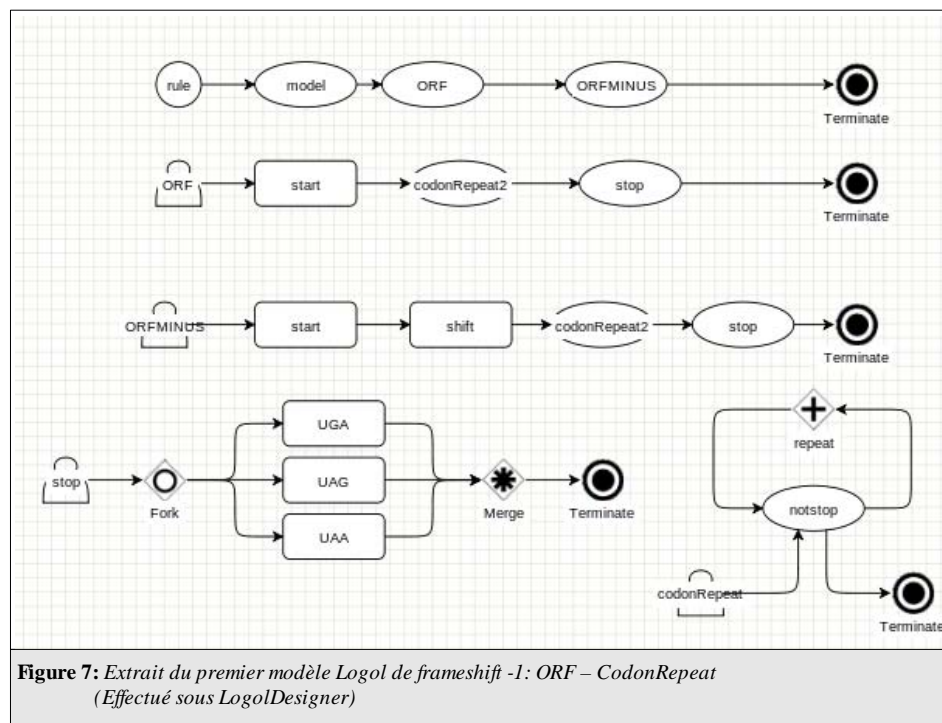 rule model ORF ORFMINUS
Terminate
ORF start codonRepeat2 stop
Terminate
ORFMINUS start shift codonRepeat2 stop
Terminate
UGA
repeat
stop UAG
Fork Merge Terminate
notstop
UAA
codonRepeat
Terminate
Figure 7: Extrait du premier modèle Logol de frameshift -1: ORF – CodonRepeat
(Effectué sous LogolDesigner)